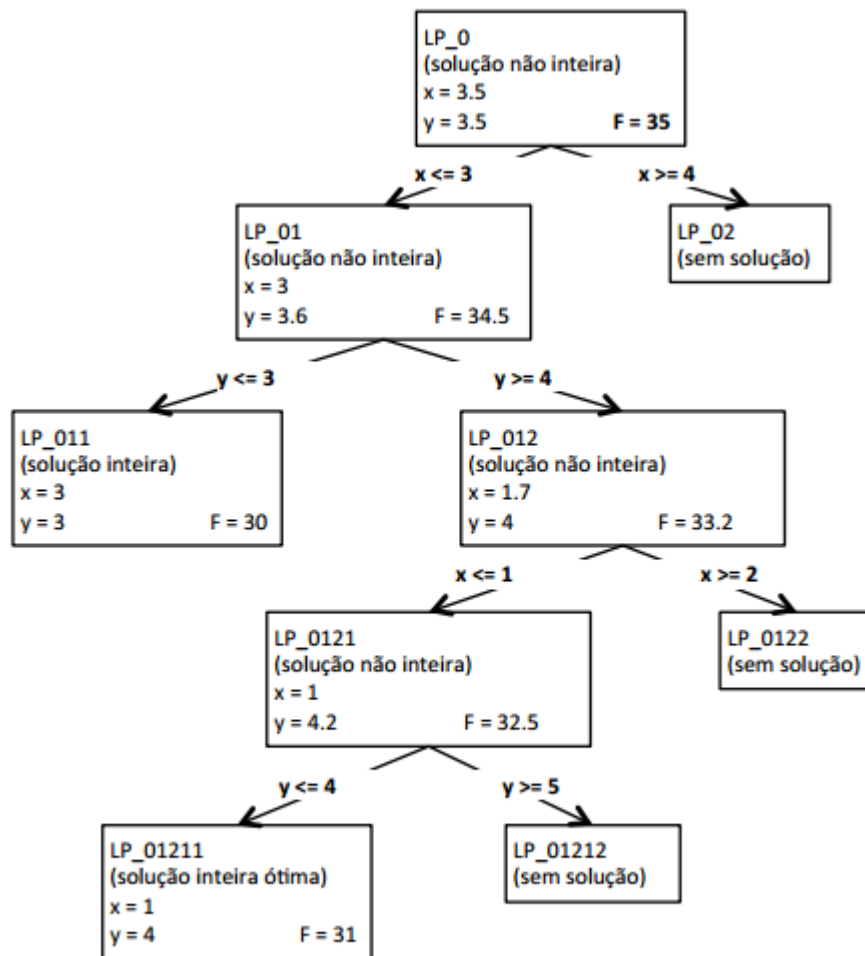 LP_0
(solução não inteira)
x = 3.5
y = 3.5 F = 35
x <= 3
x >= 4
LP_01
(solução não inteira)
x = 3
y = 3.6 F = 34.5
LP_02
(sem solução)
y <= 3
y >= 4
LP_011
(solução inteira)
x = 3
y = 3 F = 30
LP_012
(solução não inteira)
x = 1.7
y = 4 F = 33.2
x <= 1
x >= 2
LP_0121
(solução não inteira)
x = 1
y = 4.2 F = 32.5
LP_0122
(sem solução)
y <= 4
y >= 5
LP_01211
(solução inteira ótima)
x = 1
y = 4 F = 31
LP_01212
(sem solução)